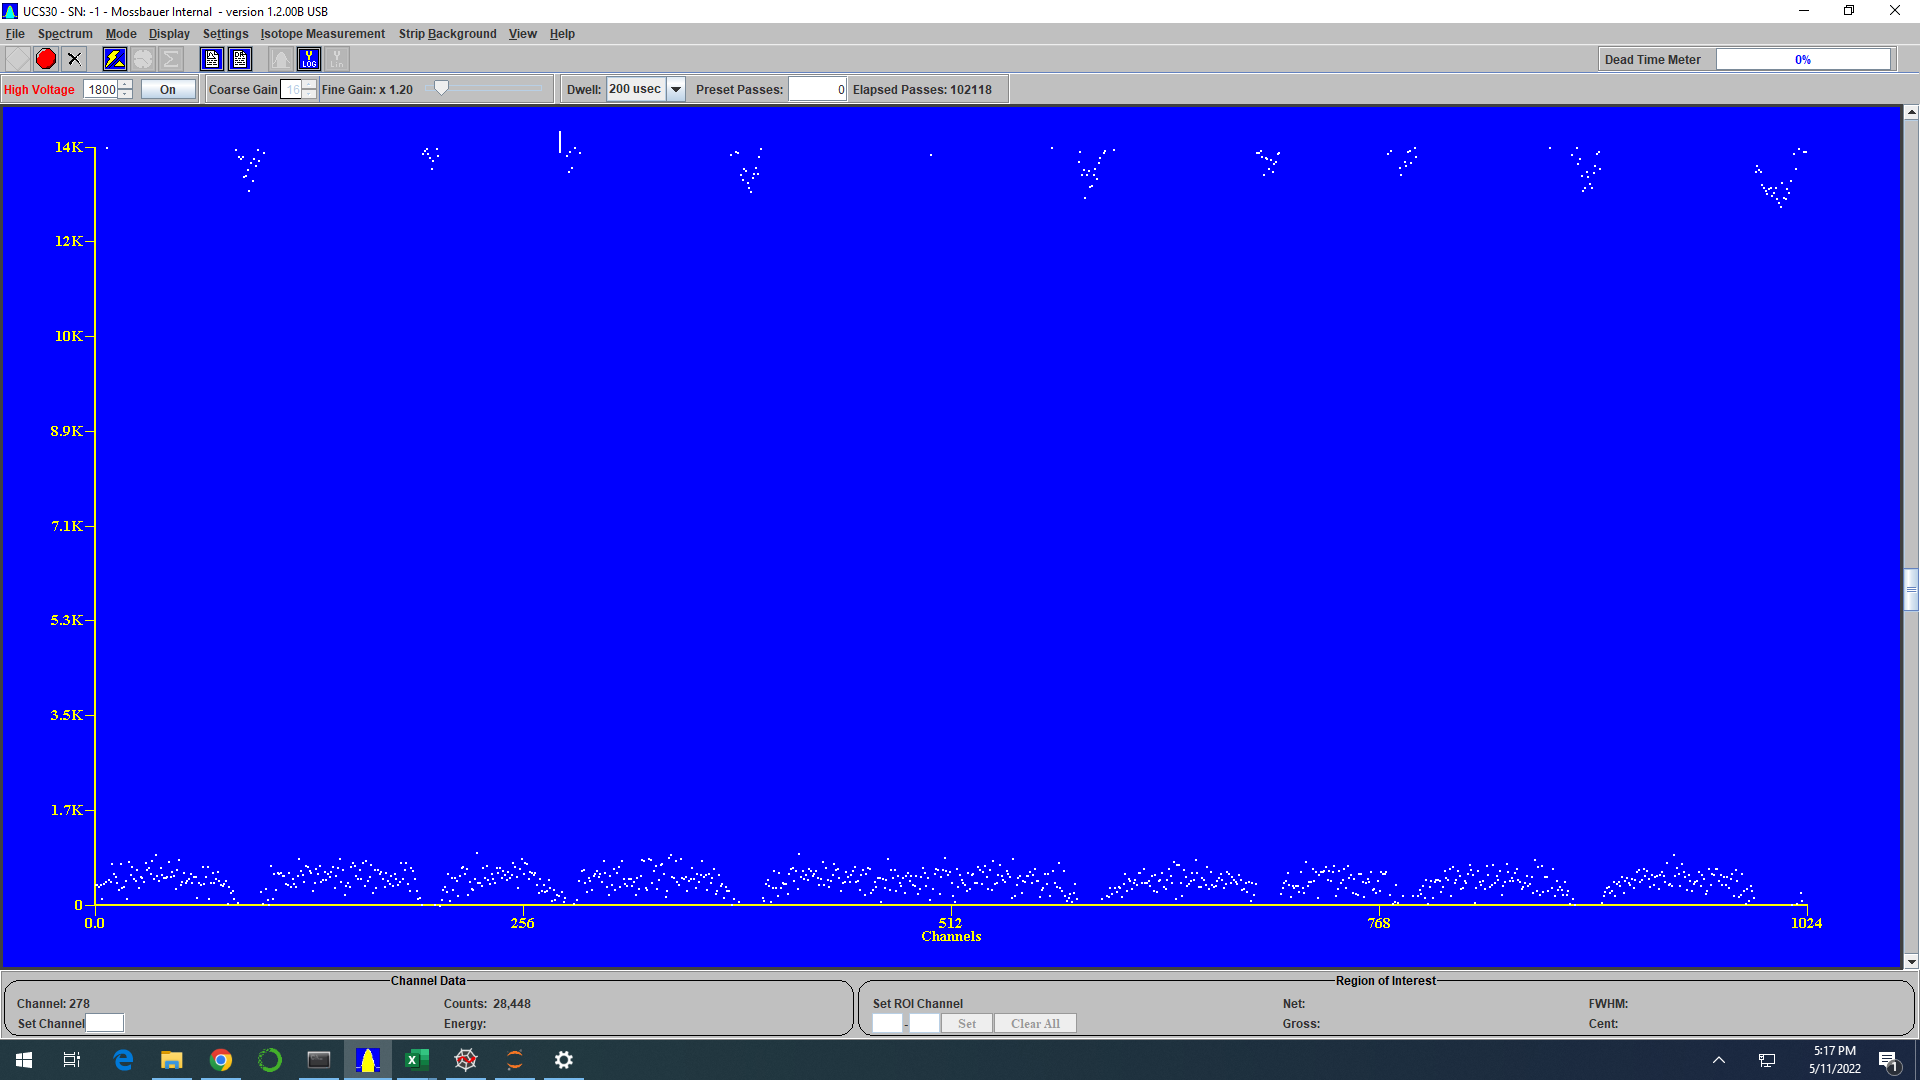 UCS30 - SN: -1 - Mossbauer Internal - version 1.2.00B USB
File Spectrum Mode Display Settings Isotope Measurement Strip Background View Help
Y LOG Y Lin
Dead Time Meter 0%
High Voltage 1800 On Coarse Gain 16 Fine Gain: x 1.20 Dwell: 200 usec Preset Passes: 0 Elapsed Passes: 102118
14K
12K
10K
8.9K
7.1K
5.3K
3.5K
1.7K
0
0.0 256 512 768 1024
Channels
Channel Data Region of Interest
Channel: 278 Counts: 28,448 Set ROI Channel Net: FWHM:
Set Channel Energy: - Set Clear All Gross: Cent:
5:17 PM
5/11/2022
1